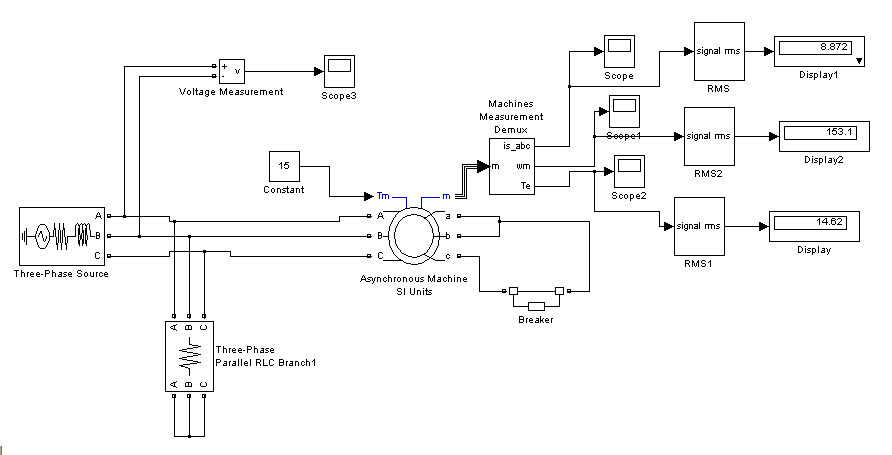 signal rms
8.872
Display1
RMS
Scope
+
-
v
Voltage Measurement
Scope3
Machines
Measurement
Demux
Scope1
is_abc
m
wm
Te
signal rms
RMS2
153.1
Display2
15
Constant
Scope2
Tm
m
signal rms
RMS1
14.62
Display
A
B
C
Three-Phase Source
A
B
C
a
b
c
Asynchronous Machine
SI Units
Breaker
A
B
C
Three-Phase
Parallel RLC Branch1
A
B
C